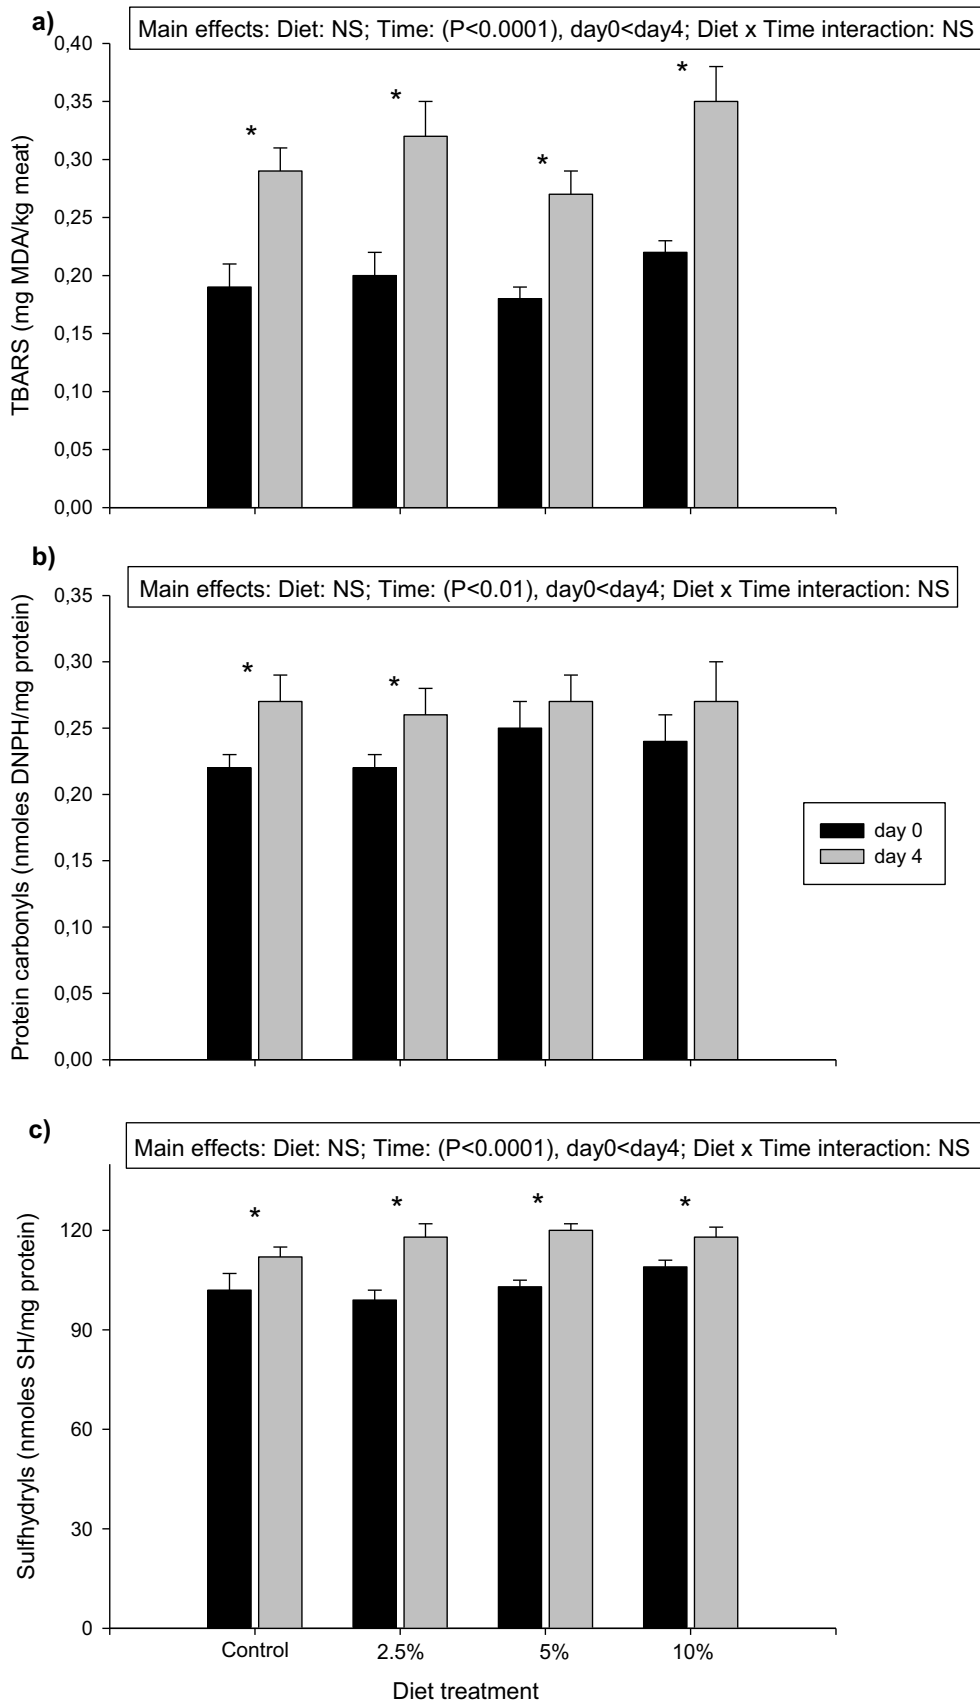 a)
Main effects: Diet: NS; Time: (P<0.0001), day0<day4; Diet x Time interaction: NS
0,40
0,35
0,30
0,25
0,20
0,15
0,10
0,05
0,00
TBARS (mg MDA/kg meat)
*
*
*
*
b)
Main effects: Diet: NS; Time: (P<0.01), day0<day4; Diet x Time interaction: NS
0,35
0,30
0,25
0,20
0,15
0,10
0,05
0,00
Protein carbonyls (nmoles DNPH/mg protein)
*
*
day 0
day 4
c)
Main effects: Diet: NS; Time: (P<0.0001), day0<day4; Diet x Time interaction: NS
120
90
60
30
0
Sulfhydryls (nmoles SH/mg protein)
*
*
*
*
Control
2.5%
5%
10%
Diet treatment